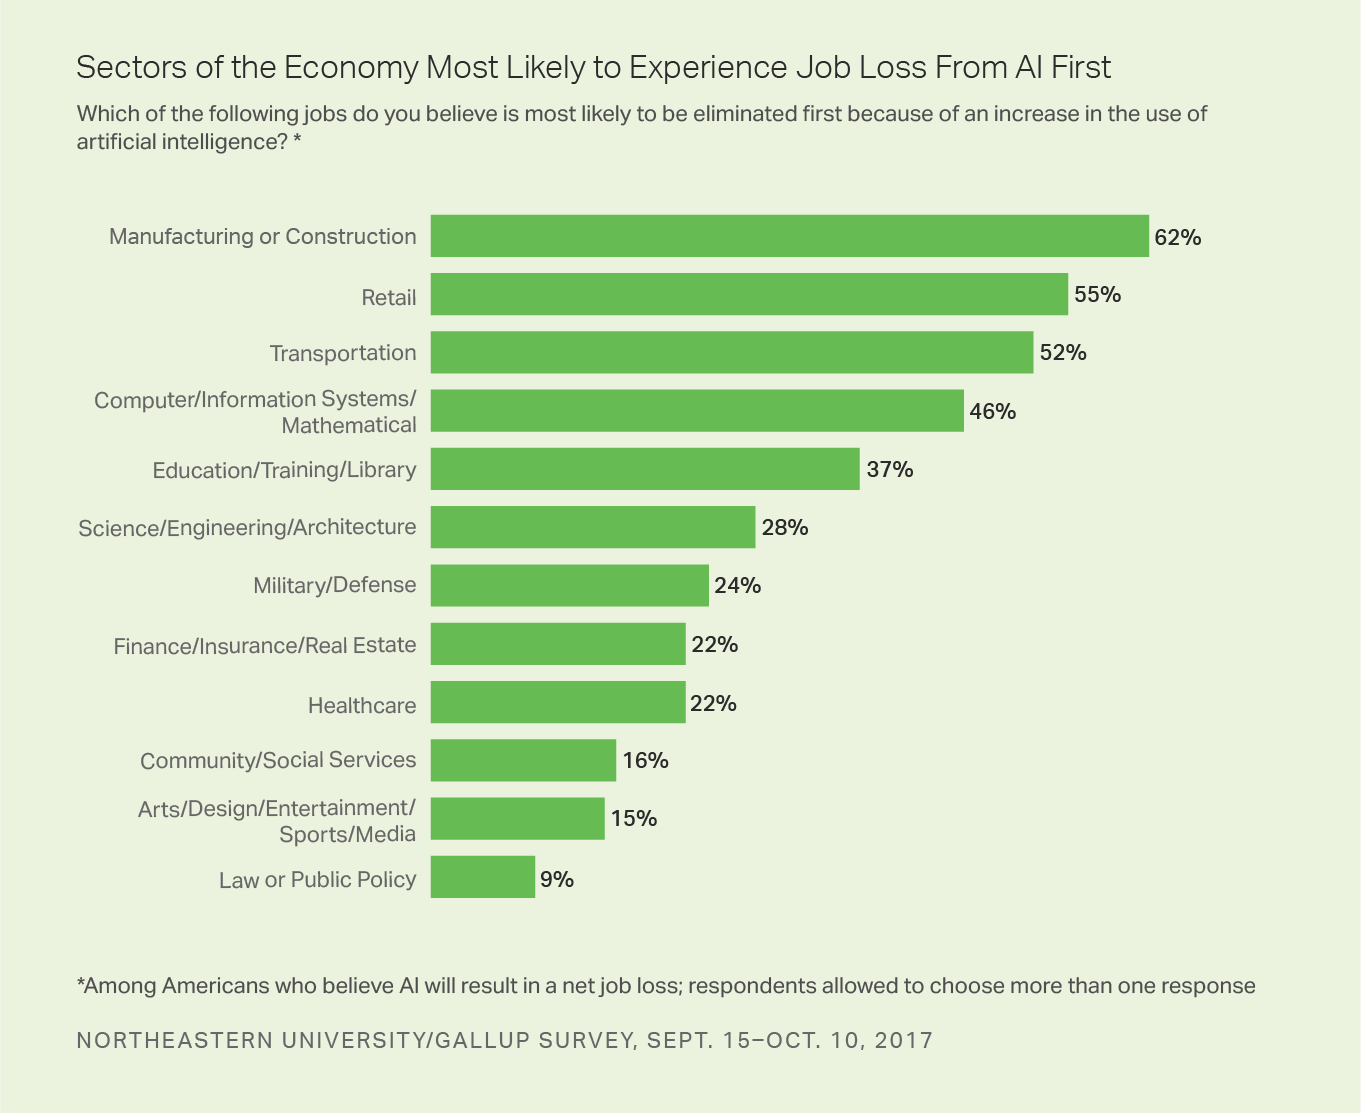 Sectors of the Economy Most Likely to Experience Job Loss From AI First
Which of the following jobs do you believe is most likely to be eliminated first because of an increase in the use of
artificial intelligence? *
Manufacturing or Construction 62%
Retail 55%
Transportation 52%
Computer/Information Systems/
Mathematical 46%
Education/Training/Library 37%
Science/Engineering/Architecture 28%
Military/Defense 24%
Finance/Insurance/Real Estate 22%
Healthcare 22%
Community/Social Services 16%
Arts/Design/Entertainment/
Sports/Media 15%
Law or Public Policy 9%
*Among Americans who believe AI will result in a net job loss; respondents allowed to choose more than one response
NORTHEASTERN UNIVERSITY/GALLUP SURVEY, SEPT. 15–OCT. 10, 2017